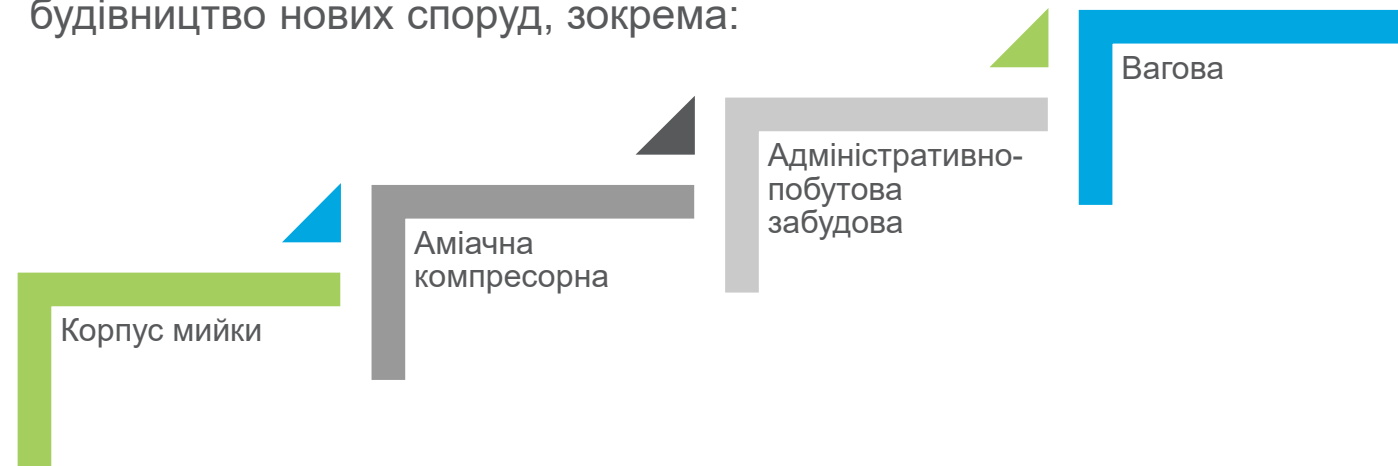 будівництво нових споруд, зокрема:
Корпус мийки
Аміачна
компресорна
Адміністративно-
побутова
забудова
Вагова